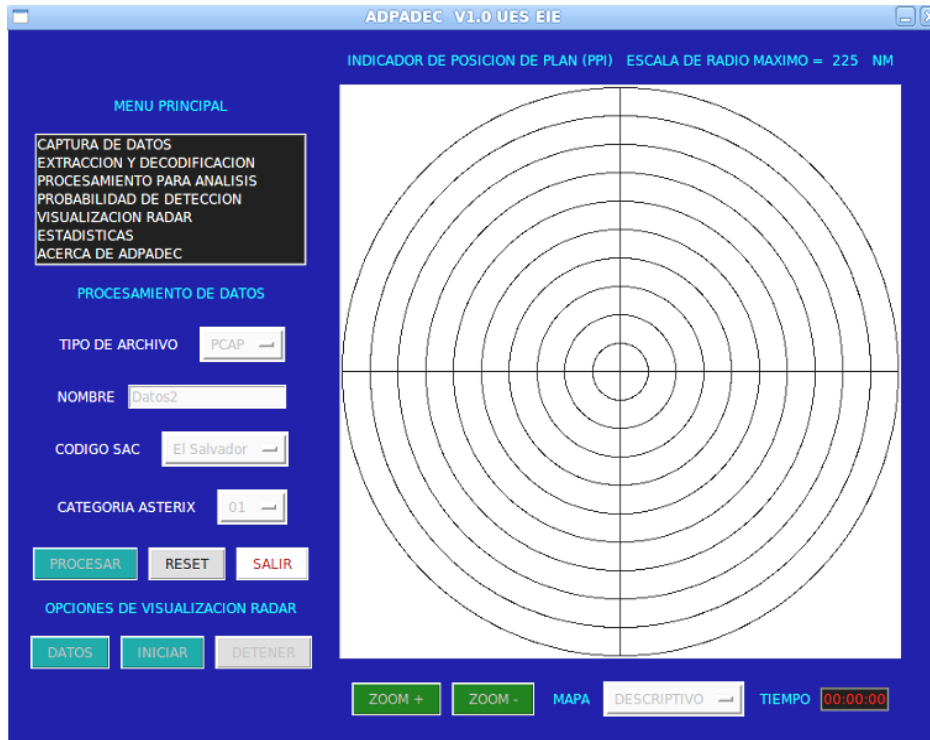 ADPADEC V1.0 UES EIE
INDICADOR DE POSICION DE PLAN (PPI) ESCALA DE RADIO MAXIMO = 225 NM
MENU PRINCIPAL
CAPTURA DE DATOS
EXTRACCION Y DECODIFICACION
PROCESAMIENTO PARA ANALISIS
PROBABILIDAD DE DETECCION
VISUALIZACION RADAR
ESTADISTICAS
ACERCA DE ADPADEC
PROCESAMIENTO DE DATOS
TIPO DE ARCHIVO PCAP
NOMBRE Datos2
CODIGO SAC El Salvador
CATEGORIA ASTERIX 01
PROCESAR RESET SALIR
OPCIONES DE VISUALIZACION RADAR
DATOS INICIAR DETENER
ZOOM + ZOOM - MAPA DESCRIPTIVO TIEMPO 00:00:00